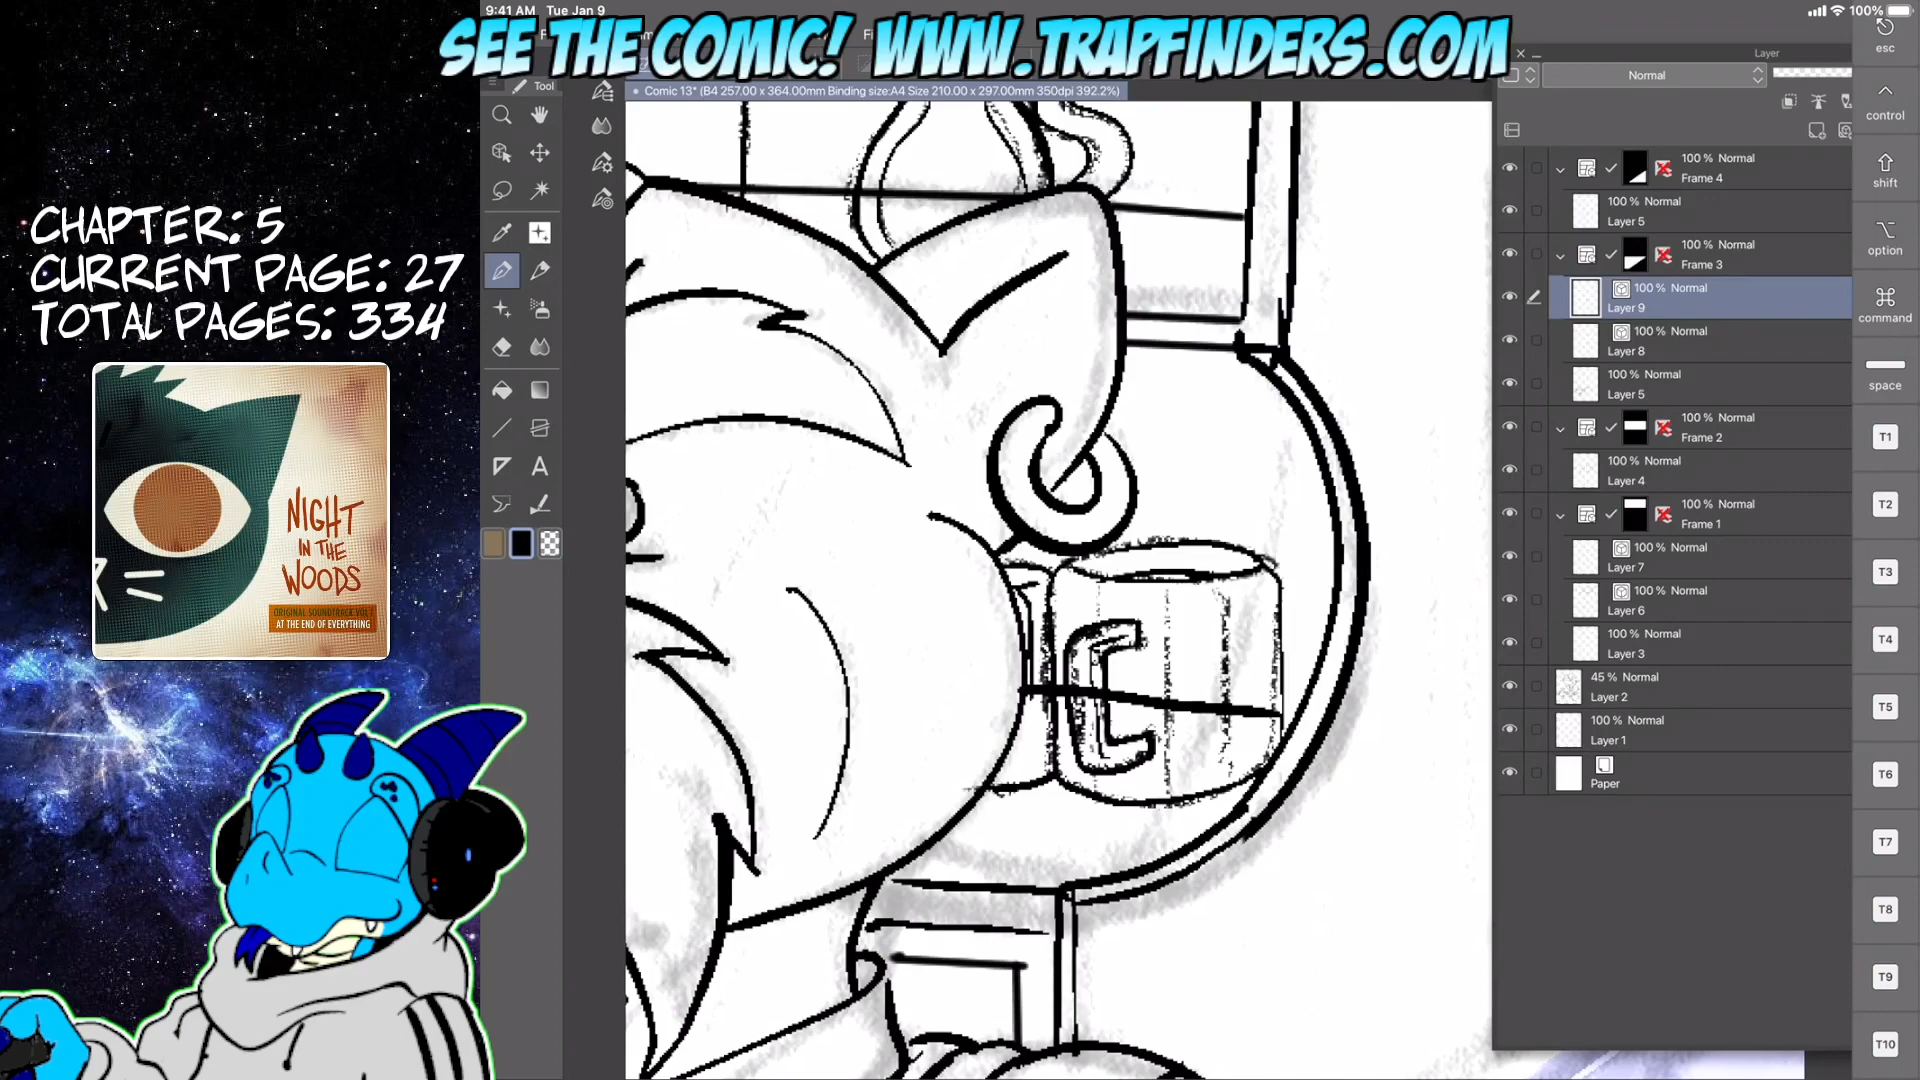 9:41 AM Tue Jan 9
100%
SEE THE COMIC! WWW.TRAPFINDERS.COM
Tool
Comic 13* (B4 257.00 x 364.00mm Binding size:A4 Size 210.00 x 297.00mm 350dpi 392.2%)
CHAPTER: 5
CURRENT PAGE: 27
TOTAL PAGES: 334
NIGHT
IN THE
WOODS
ORIGINAL SOUNDTRACK VOL
AT THE END OF EVERYTHING
A
Layer
Normal
100 % Normal
Frame 4
100 % Normal
Layer 5
100 % Normal
Frame 3
100 % Normal
Layer 9
100 % Normal
Layer 8
100 % Normal
Layer 5
100 % Normal
Frame 2
100 % Normal
Layer 4
100 % Normal
Frame 1
100 % Normal
Layer 7
100 % Normal
Layer 6
100 % Normal
Layer 3
45 % Normal
Layer 2
100 % Normal
Layer 1
Paper
esc
control
shift
option
command
space
T1
T2
T3
T4
T5
T6
T7
T8
T9
T10